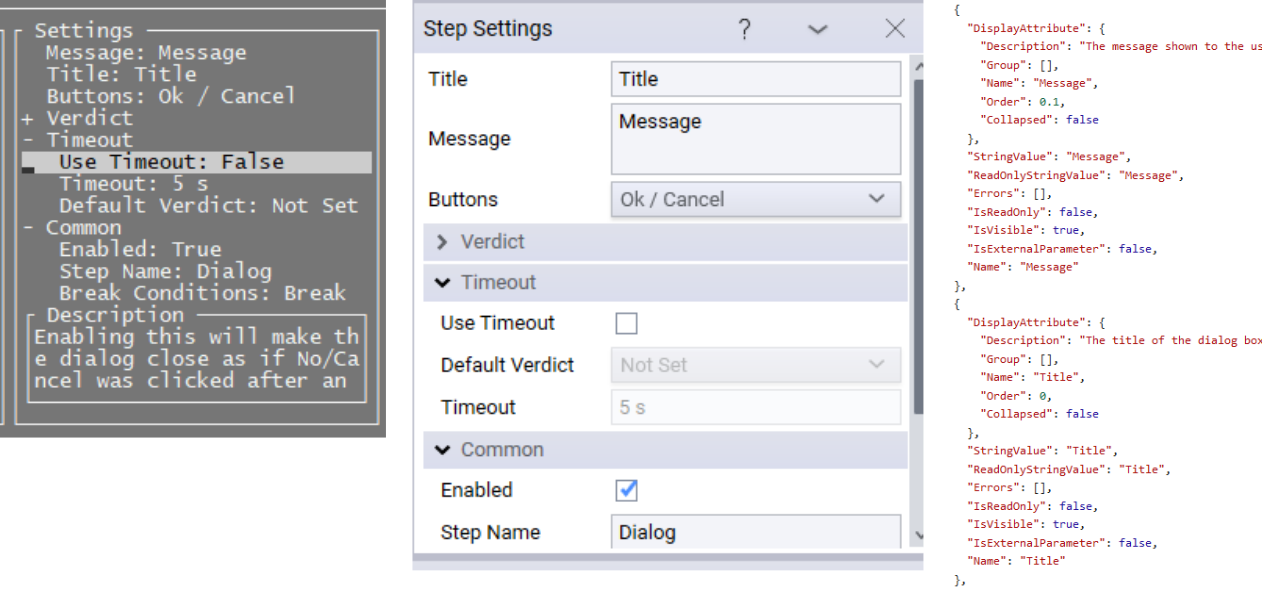 Settings
Message: Message
Title: Title
Buttons: Ok / Cancel
+ Verdict
- Timeout
Use Timeout: False
Timeout: 5 s
Default Verdict: Not Set
- Common
Enabled: True
Step Name: Dialog
Break Conditions: Break
Description
Enabling this will make th
e dialog close as if No/Ca
ncel was clicked after an
Step Settings ?
Title Title
Message Message
Buttons Ok / Cancel
Verdict
Timeout
Use Timeout
Default Verdict Not Set
Timeout 5 s
Common
Enabled
Step Name Dialog
{
"DisplayAttribute": {
"Description": "The message shown to the us
"Group": [],
"Name": "Message",
"Order": 0.1,
"Collapsed": false
},
"StringValue": "Message",
"ReadOnlyStringValue": "Message",
"Errors": [],
"IsReadOnly": false,
"IsVisible": true,
"IsExternalParameter": false,
"Name": "Message"
},
{
"DisplayAttribute": {
"Description": "The title of the dialog box
"Group": [],
"Name": "Title",
"Order": 0,
"Collapsed": false
},
"StringValue": "Title",
"ReadOnlyStringValue": "Title",
"Errors": [],
"IsReadOnly": false,
"IsVisible": true,
"IsExternalParameter": false,
"Name": "Title"
},